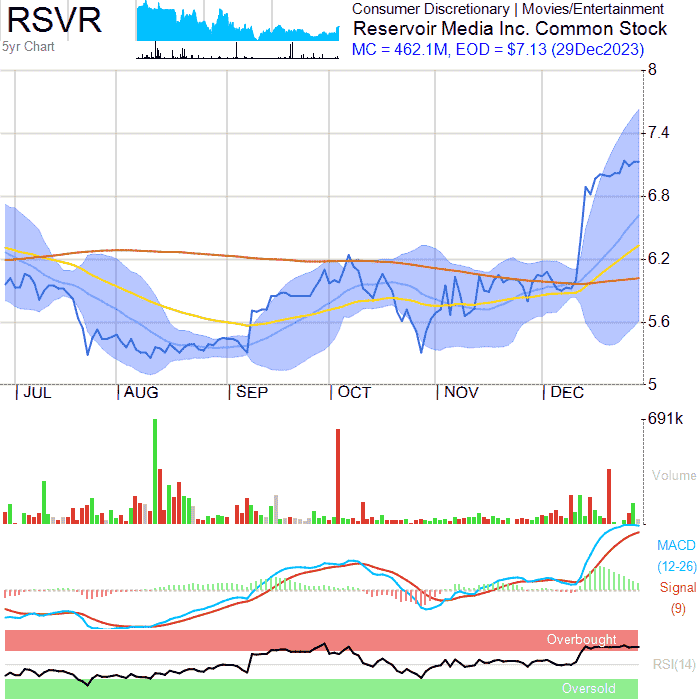 RSVR
5yr Chart
Consumer Discretionary | Movies/Entertainment
Reservoir Media Inc. Common Stock
MC = 462.1M, EOD = $7.13 (29Dec2023)
8
7.4
6.8
6.2
5.6
5
| JUL | AUG | SEP | OCT | NOV | DEC
691k
Volume
MACD
(12-26)
Signal
(9)
Overbought
RSI(14)
Oversold